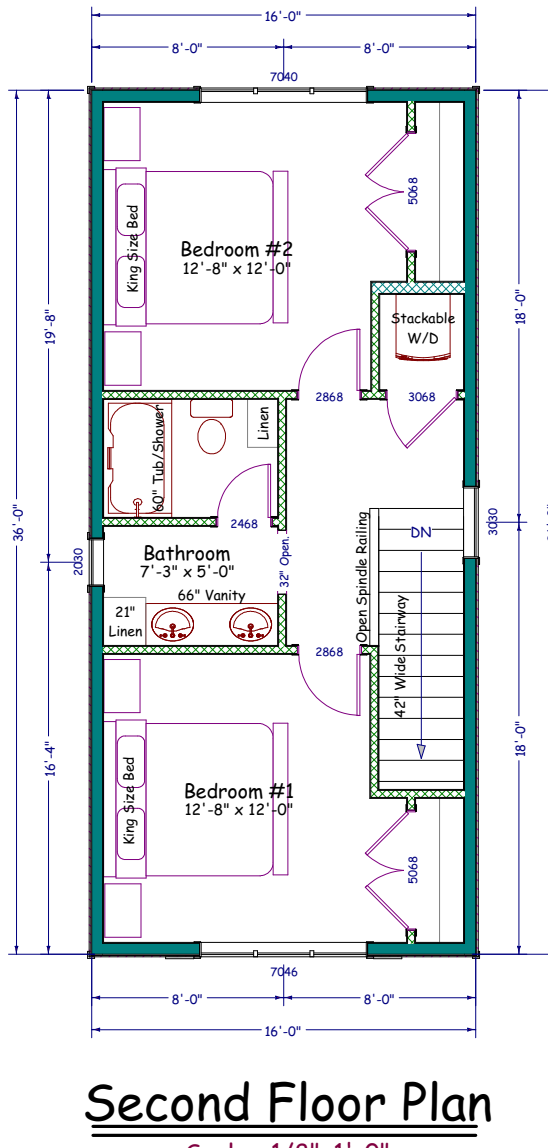 16'-0"
8'-0"
8'-0"
7040
5068
King Size Bed
Bedroom #2
12'-8" x 12'-0"
Stackable
W/D
19'-8"
18'-0"
2868
3068
60" Tub/Shower
Linen
36'-0"
2468
Open Spindle Railing
DN
3030
32" Open.
Bathroom
7'-3" x 5'-0"
2030
66" Vanity
21"
Linen
2868
42" Wide Stairway
16'-4"
18'-0"
King Size Bed
Bedroom #1
12'-8" x 12'-0"
5068
7046
8'-0"
8'-0"
16'-0"
Second Floor Plan